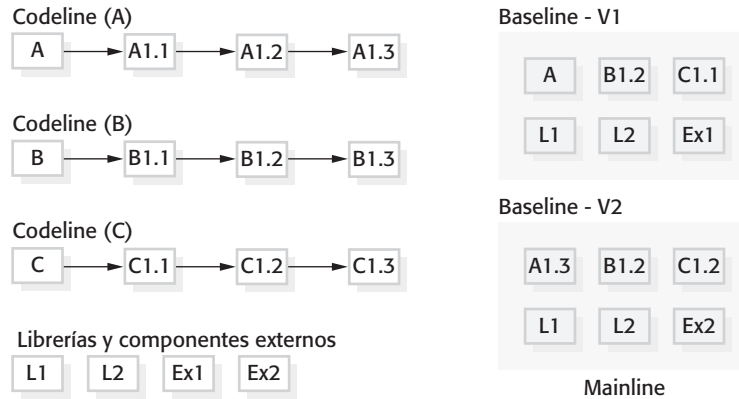 Codeline (A)
A A1.1 A1.2 A1.3
Codeline (B)
B B1.1 B1.2 B1.3
Codeline (C)
C C1.1 C1.2 C1.3
Librerías y componentes externos
L1 L2 Ex1 Ex2
Baseline - V1
A B1.2 C1.1
L1 L2 Ex1
Baseline - V2
A1.3 B1.2 C1.2
L1 L2 Ex2
Mainline